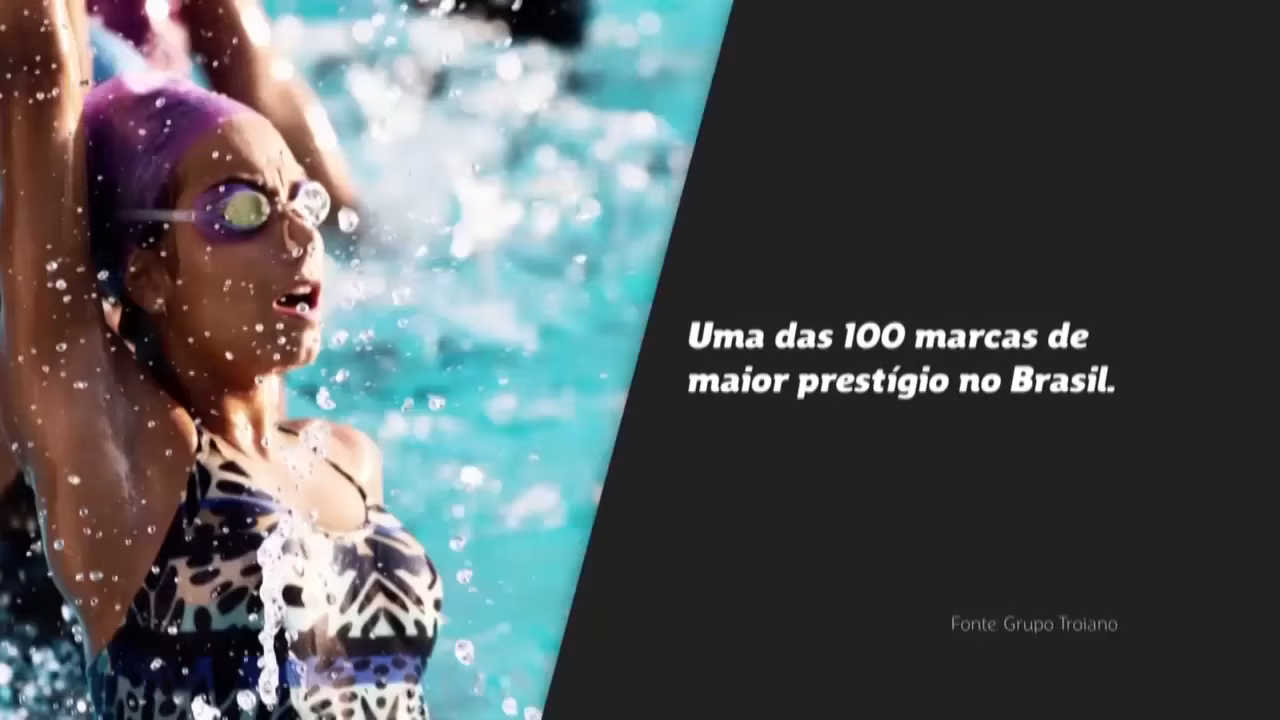 Uma das 100 marcas de
maior prestígio no Brasil.
Fonte: Grupo Troiano